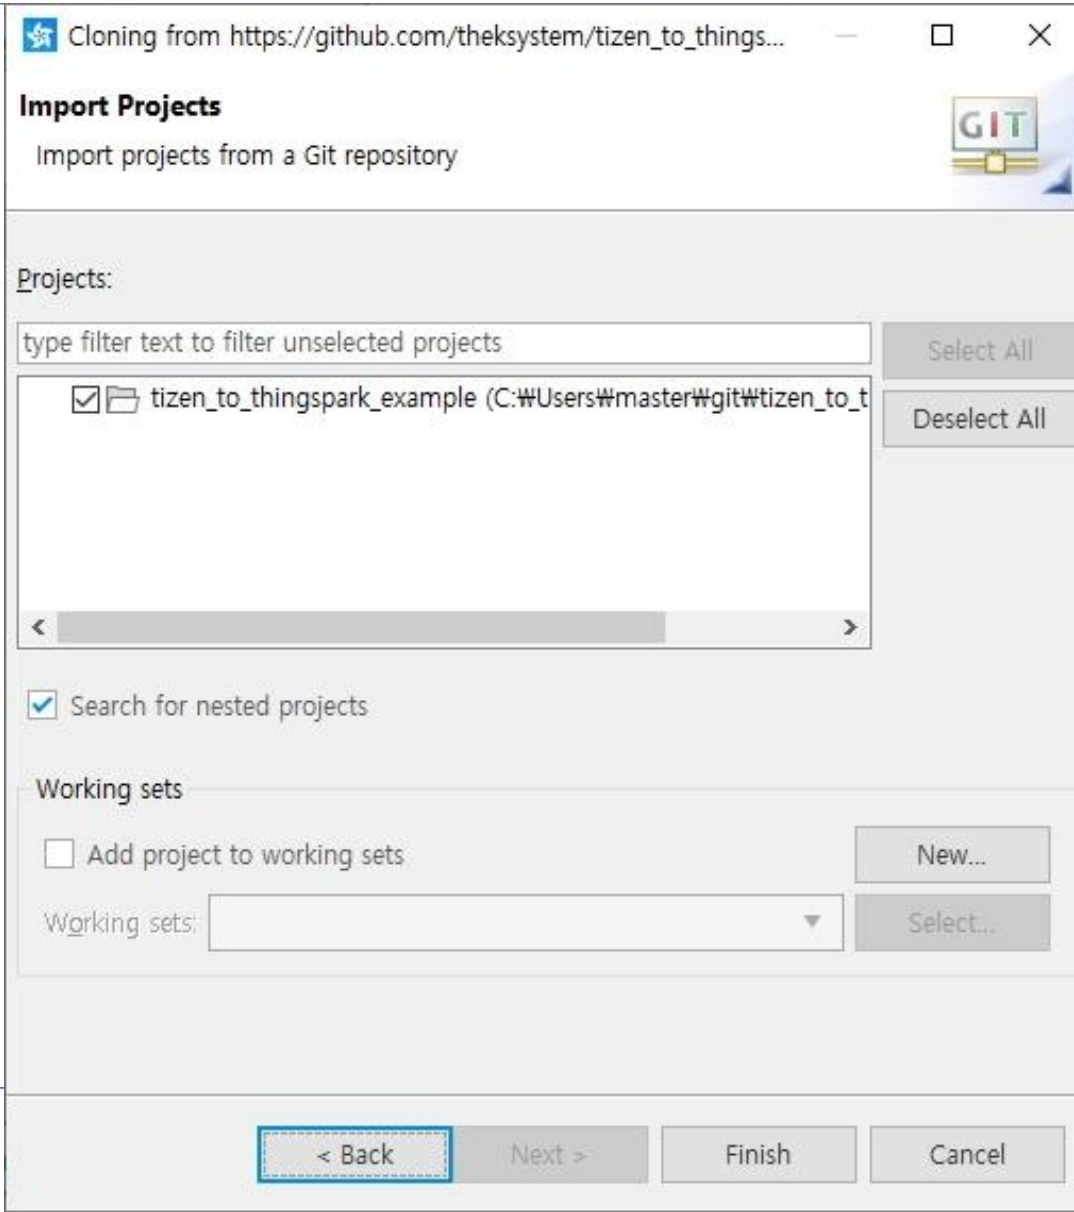 Cloning from https://github.com/theksystem/tizen_to_things...
Import Projects
Import projects from a Git repository
GIT
Projects:
type filter text to filter unselected projects
Select All
tizen_to_thingspark_example (C:₩Users₩master₩git₩tizen_to_t
Deselect All
Search for nested projects
Working sets
Add project to working sets
New...
Working sets:
Select...
< Back
Next >
Finish
Cancel